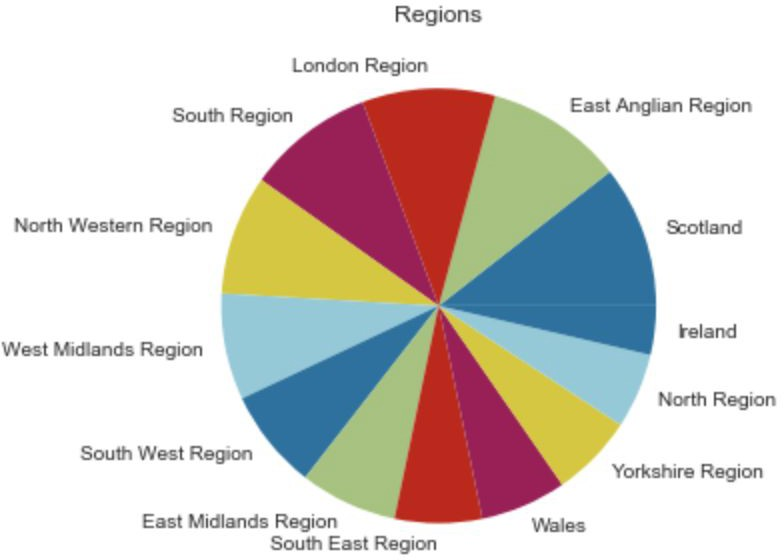 Regions
London Region
East Anglian Region
South Region
Scotland
North Western Region
Ireland
West Midlands Region
North Region
South West Region
Yorkshire Region
East Midlands Region
Wales
South East Region